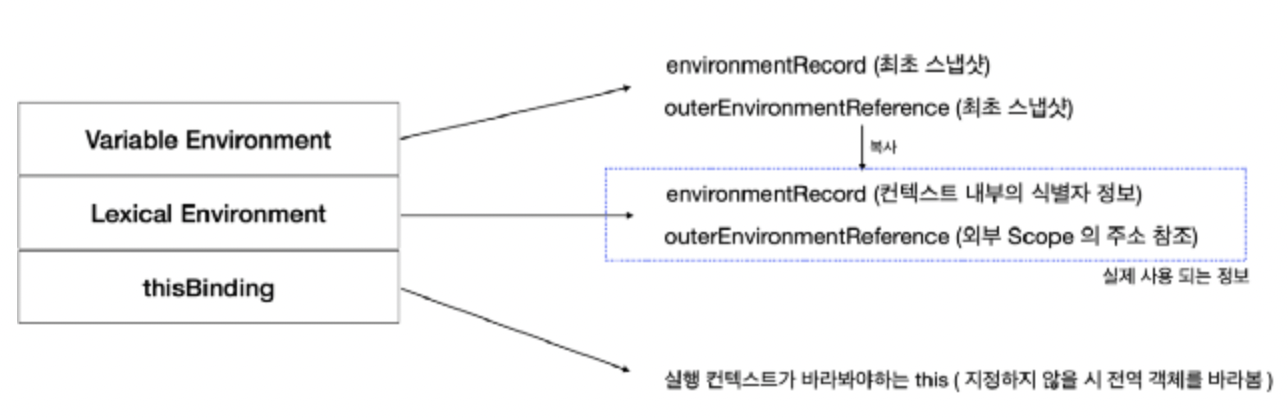 environmentRecord (최초 스냅샷)
outerEnvironmentReference (최초 스냅샷)
Variable Environment
복사
environmentRecord (컨텍스트 내부의 식별자 정보)
Lexical Environment
outerEnvironmentReference (외부 Scope 의 주소 참조)
실제 사용 되는 정보
thisBinding
실행 컨텍스트가 바라봐야하는 this ( 지정하지 않을 시 전역 객체를 바라봄 )